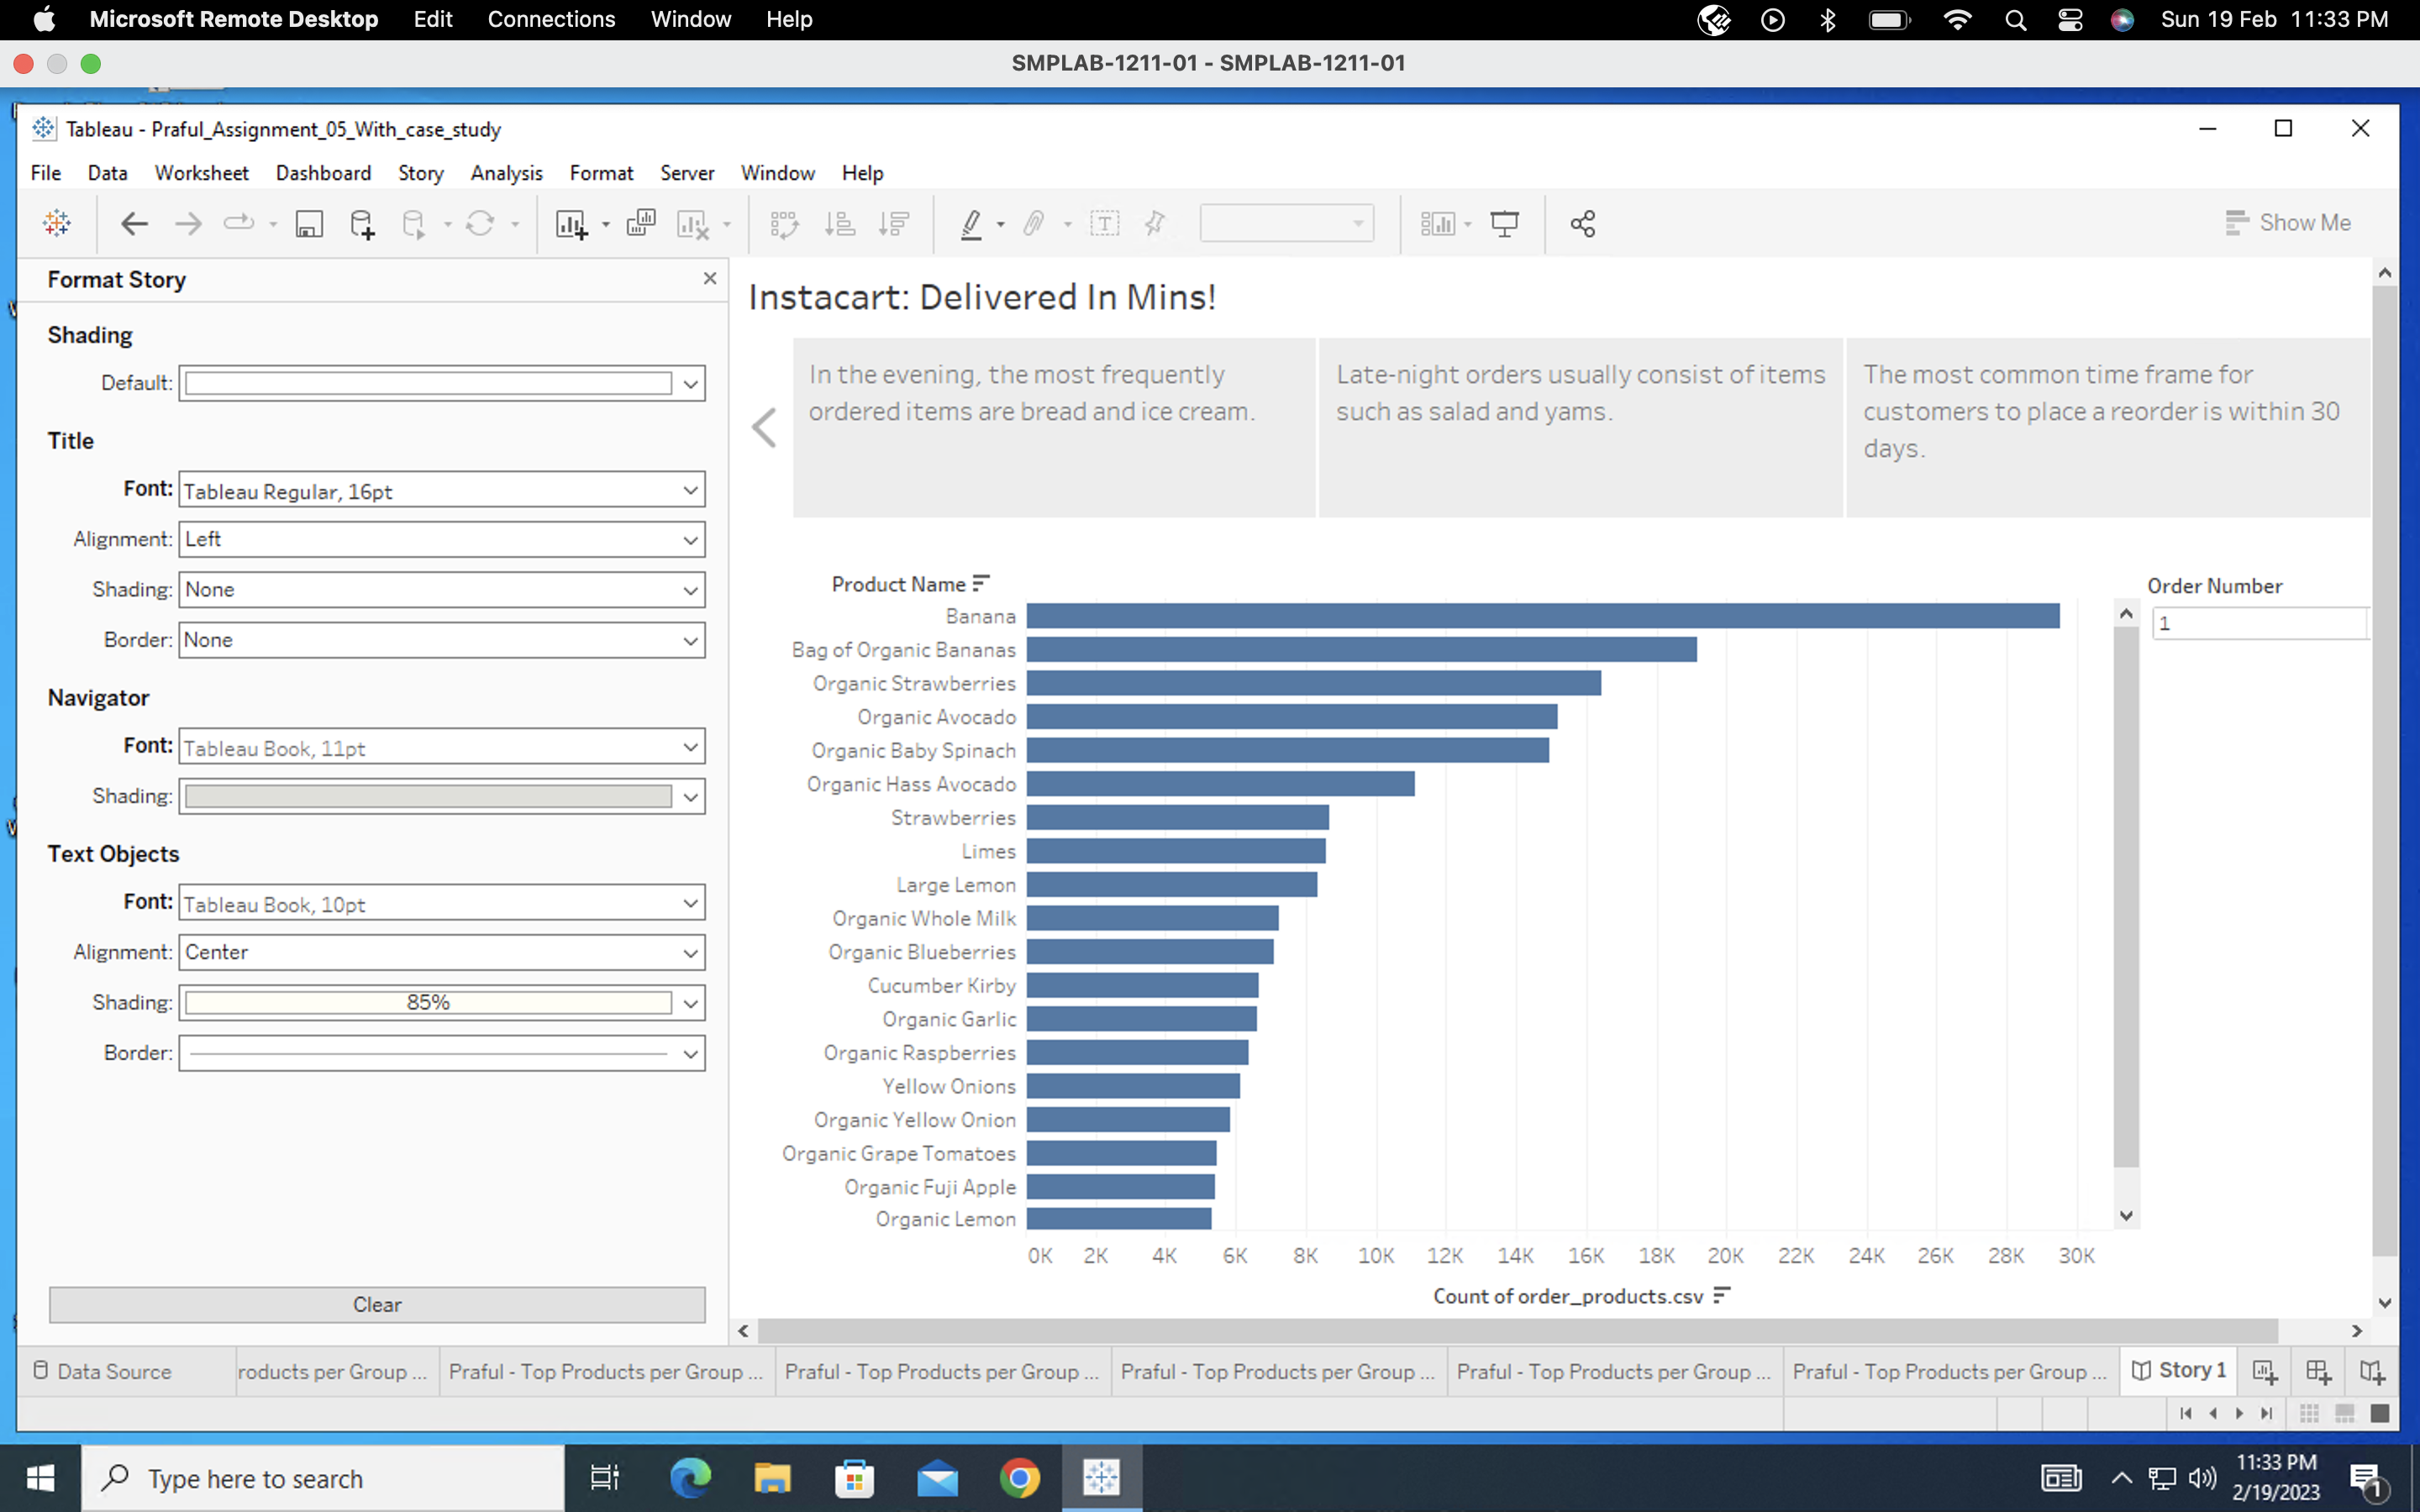 Microsoft Remote Desktop Edit Connections Window Help Sun 19 Feb 11:33 PM
SMPLAB-1211-01 - SMPLAB-1211-01
Tableau - Praful_Assignment_05_With_case_study
File Data Worksheet Dashboard Story Analysis Format Server Window Help
Show Me
Format Story
Shading
Default:
Title
Font: Tableau Regular, 16pt
Alignment: Left
Shading: None
Border: None
Navigator
Font: Tableau Book, 11pt
Shading:
Text Objects
Font: Tableau Book, 10pt
Alignment: Center
Shading: 85%
Border:
Clear
Instacart: Delivered In Mins!
In the evening, the most frequently
ordered items are bread and ice cream.
Late-night orders usually consist of items
such as salad and yams.
The most common time frame for
customers to place a reorder is within 30
days.
Product Name
Banana
Bag of Organic Bananas
Organic Strawberries
Organic Avocado
Organic Baby Spinach
Organic Hass Avocado
Strawberries
Limes
Large Lemon
Organic Whole Milk
Organic Blueberries
Cucumber Kirby
Organic Garlic
Organic Raspberries
Yellow Onions
Organic Yellow Onion
Organic Grape Tomatoes
Organic Fuji Apple
Organic Lemon
0K 2K 4K 6K 8K 10K 12K 14K 16K 18K 20K 22K 24K 26K 28K 30K
Count of order_products.csv
Order Number
1
Data Source roducts per Group ... Praful - Top Products per Group ... Praful - Top Products per Group ... Praful - Top Products per Group ... Praful - Top Products per Group ... Praful - Top Products per Group ... Story 1
Type here to search
11:33 PM
2/19/2023
1